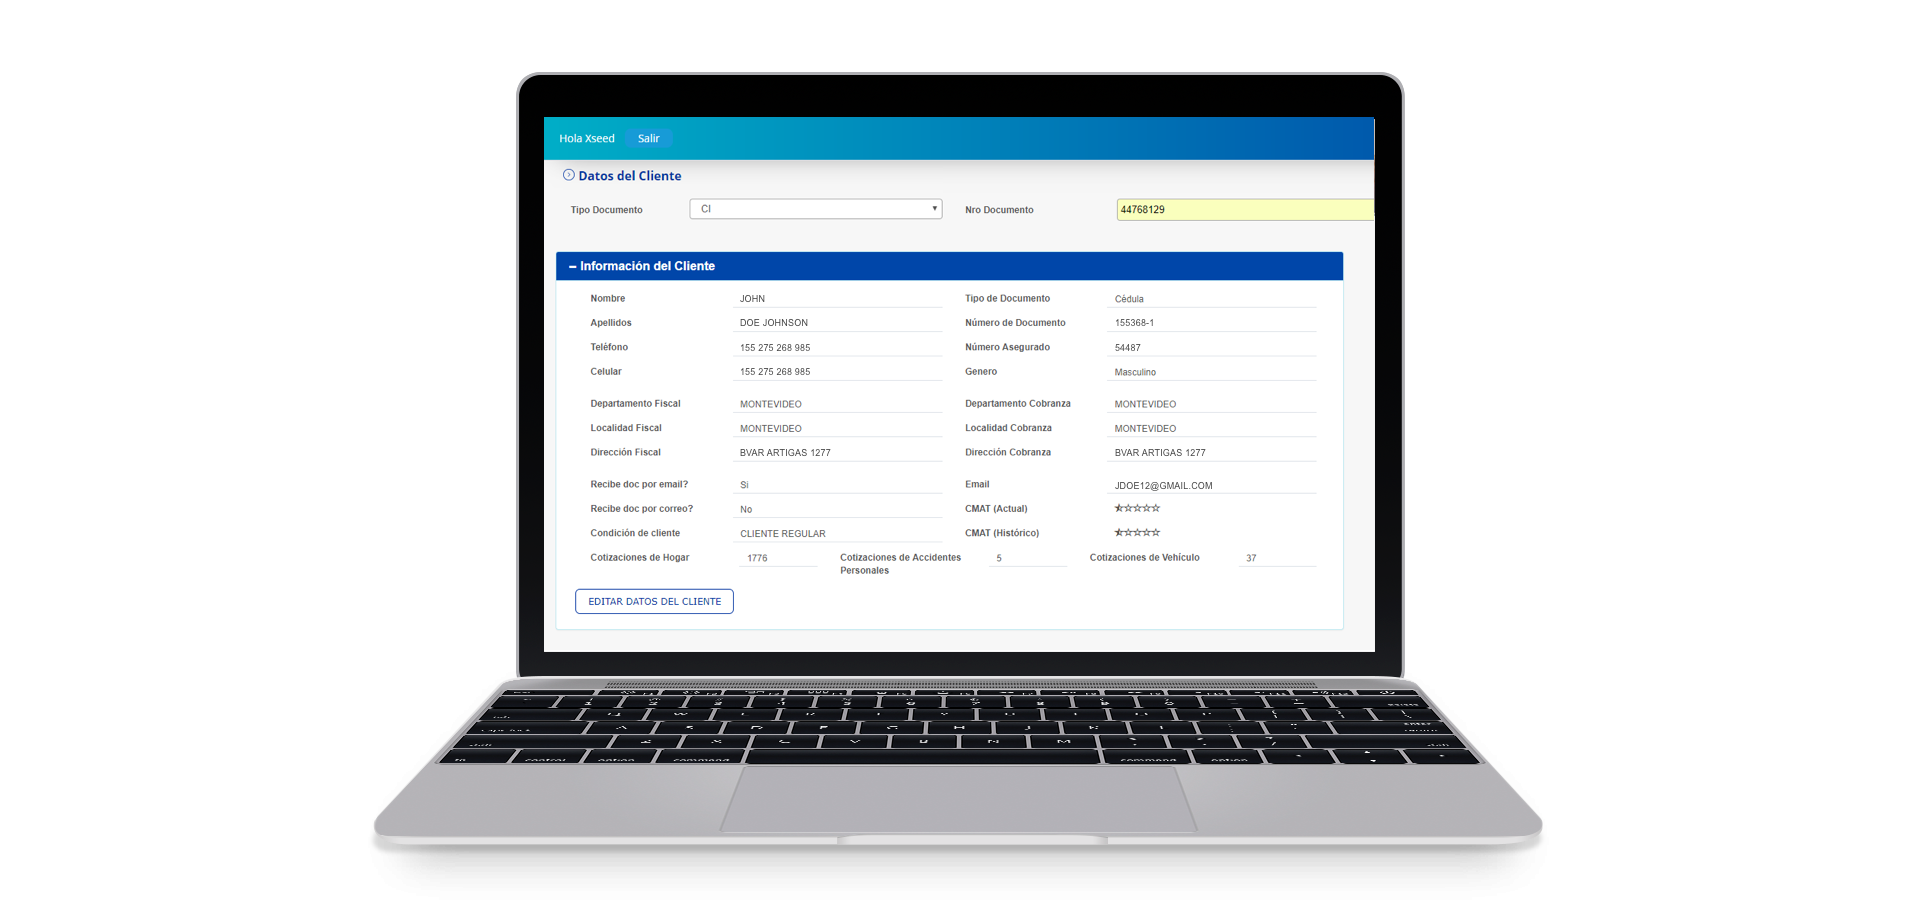 Hola Xseed Salir
Datos del Cliente
Tipo Documento CI Nro Documento 44768129
– Información del Cliente
Nombre JOHN Tipo de Documento Cédula
Apellidos DOE JOHNSON Número de Documento 155368-1
Teléfono 155 275 268 985 Número Asegurado 54487
Celular 155 275 268 985 Genero Masculino
Departamento Fiscal MONTEVIDEO Departamento Cobranza MONTEVIDEO
Localidad Fiscal MONTEVIDEO Localidad Cobranza MONTEVIDEO
Dirección Fiscal BVAR ARTIGAS 1277 Dirección Cobranza BVAR ARTIGAS 1277
Recibe doc por email? Si Email JDOE12@GMAIL.COM
Recibe doc por correo? No CMAT (Actual)
Condición de cliente CLIENTE REGULAR CMAT (Histórico)
Cotizaciones de Hogar 1776 Cotizaciones de Accidentes Cotizaciones de Vehículo 37
Personales 5
EDITAR DATOS DEL CLIENTE
control option command command option